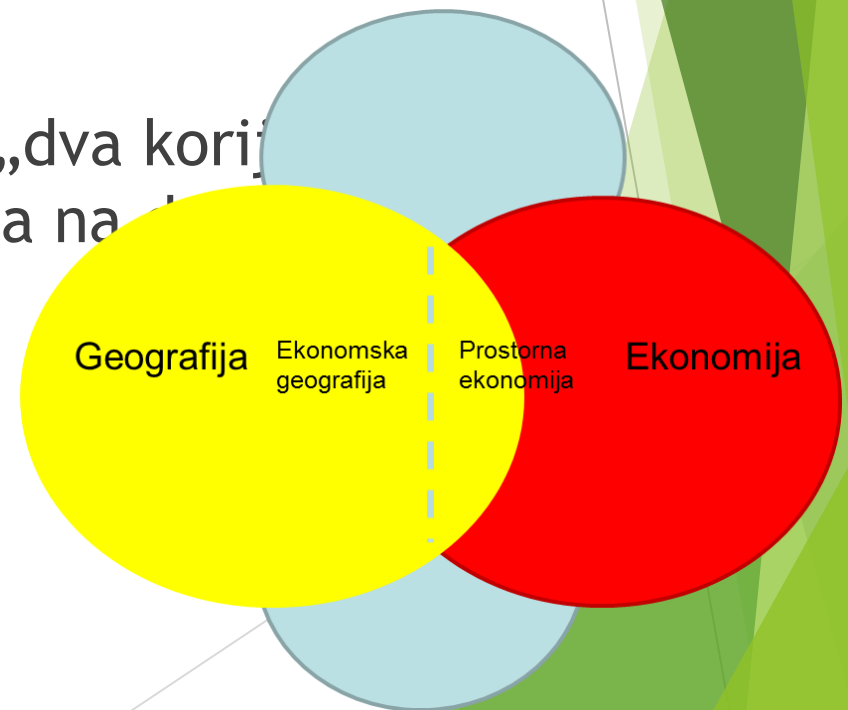 „dva korij
a na
Geografija
Ekonomska
geografija
Prostorna
ekonomija
Ekonomija